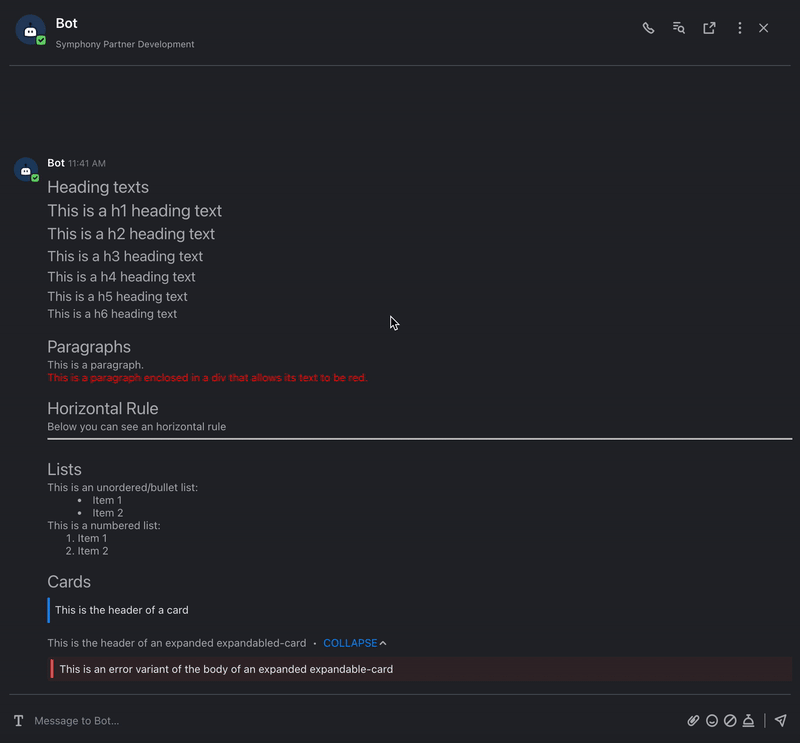 Bot
Symphony Partner Development
Bot 11:41 AM
Heading texts
This is a h1 heading text
This is a h2 heading text
This is a h3 heading text
This is a h4 heading text
This is a h5 heading text
This is a h6 heading text
Paragraphs
This is a paragraph.
This is a paragraph enclosed in a div that allows its text to be red.
Horizontal Rule
Below you can see an horizontal rule
Lists
This is an unordered/bullet list:
• Item 1
• Item 2
This is a numbered list:
1. Item 1
2. Item 2
Cards
This is the header of a card
This is the header of an expanded expandabled-card • COLLAPSE
This is an error variant of the body of an expanded expandable-card
T Message to Bot...